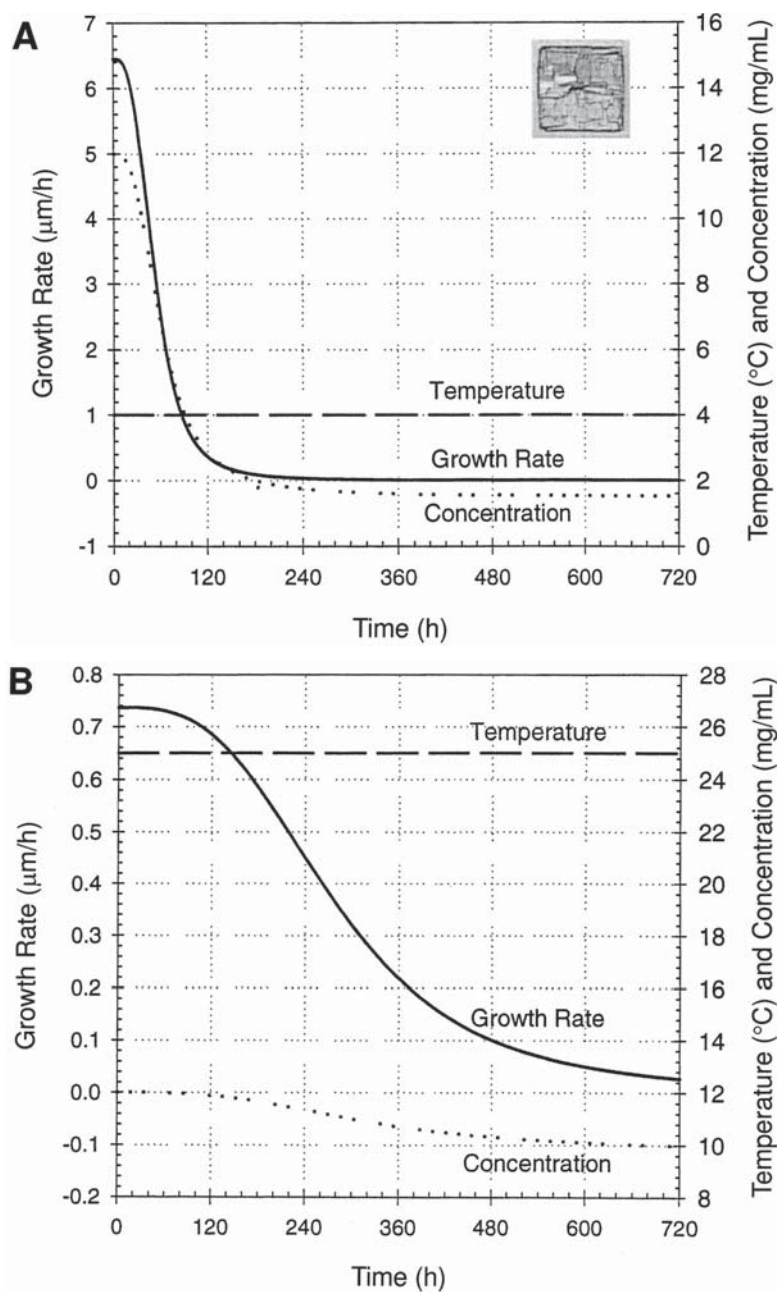 A
7
6
5
4
3
2
1
0
-1
Growth Rate (μm/h)
16
14
12
10
8
6
4
2
0
Temperature (°C) and Concentration (mg/mL)
Temperature
Growth Rate
Concentration
0 120 240 360 480 600 720
Time (h)
B
0.8
0.7
0.6
0.5
0.4
0.3
0.2
0.1
0.0
-0.1
-0.2
Growth Rate (μm/h)
28
26
24
22
20
18
16
14
12
10
8
Temperature (°C) and Concentration (mg/mL)
Temperature
Growth Rate
Concentration
0 120 240 360 480 600 720
Time (h)